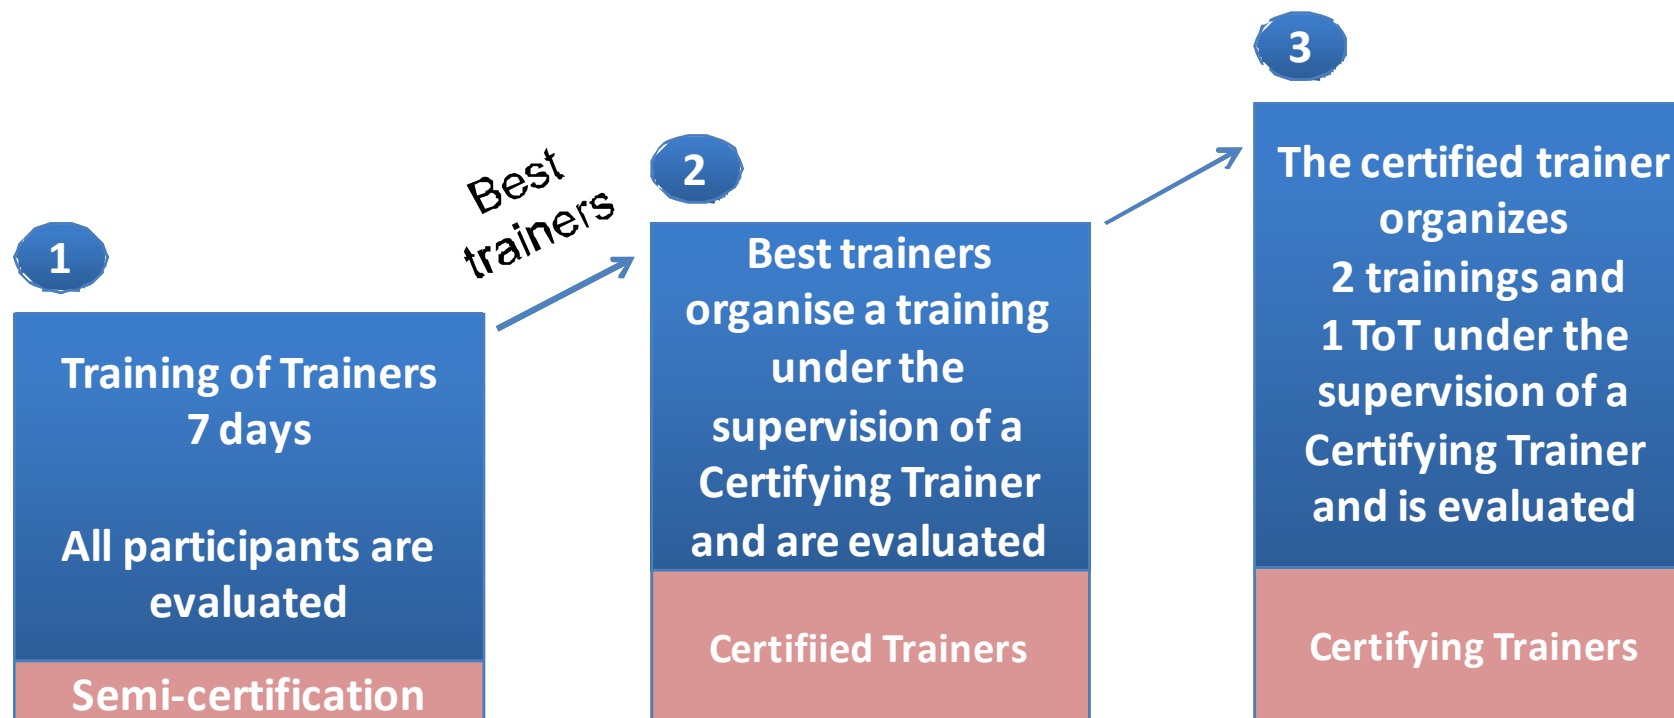 1
Training of Trainers
7 days
All participants are
evaluated
Semi-certification
Best
trainers
2
Best trainers
organise a training
under the
supervision of a
Certifying Trainer
and are evaluated
Certifiied Trainers
3
The certified trainer
organizes
2 trainings and
1 ToT under the
supervision of a
Certifying Trainer
and is evaluated
Certifying Trainers